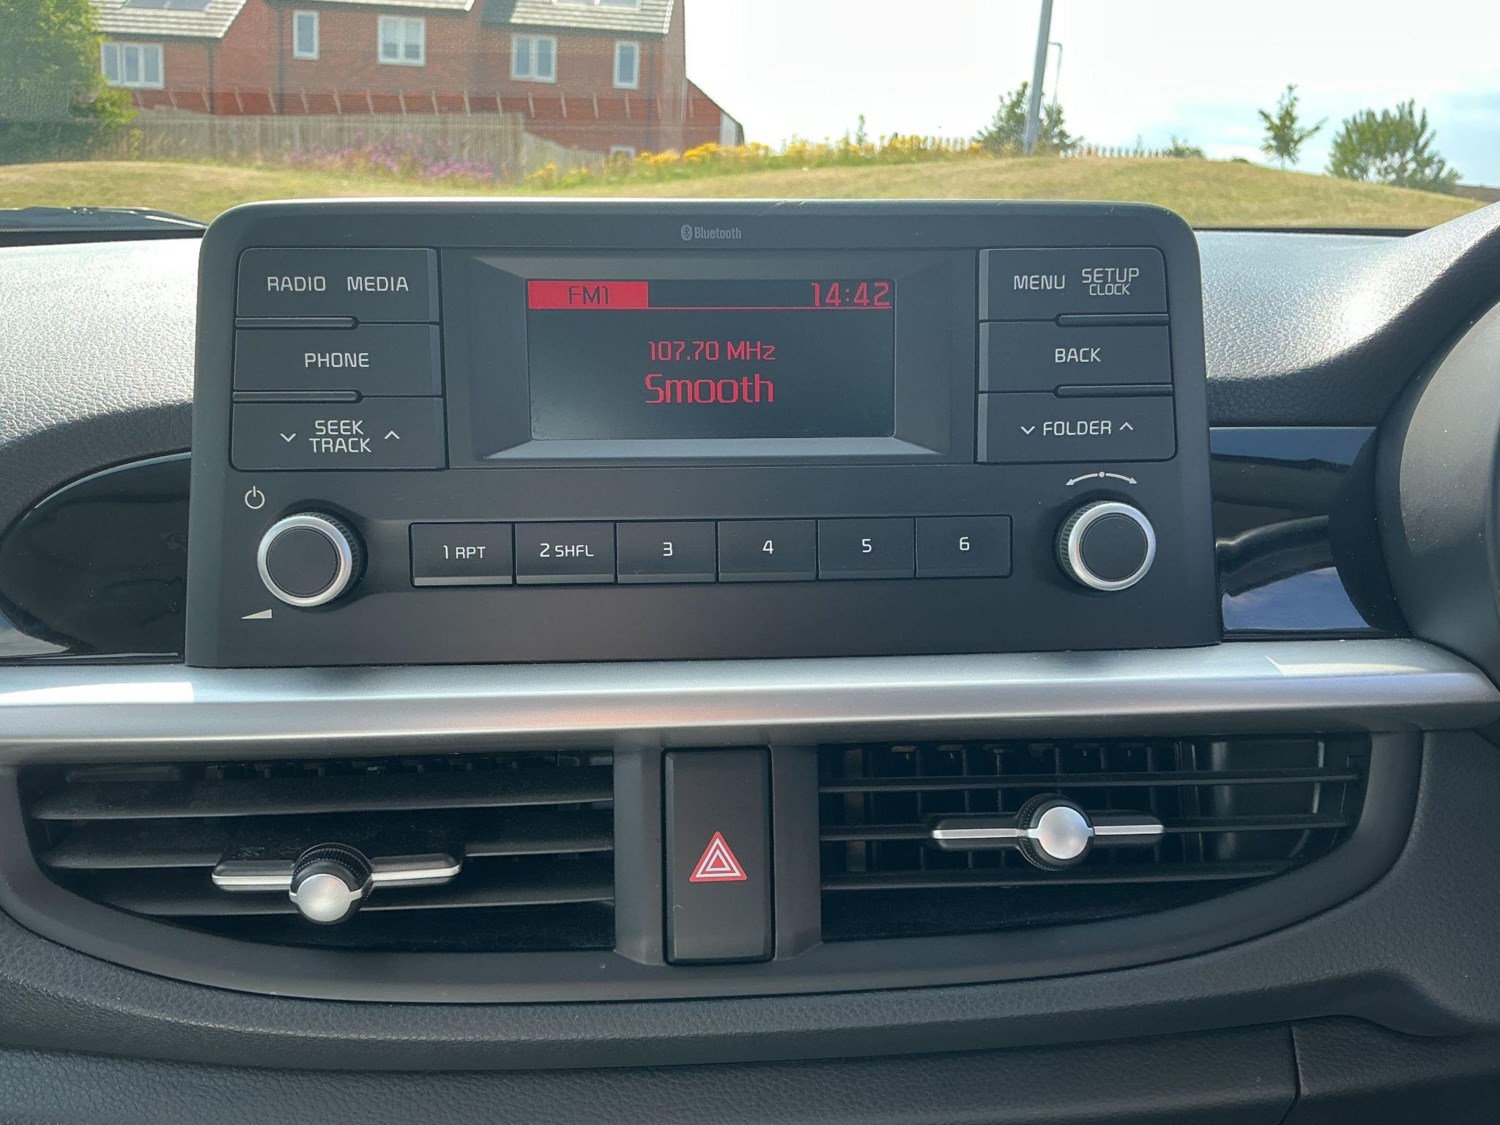 Bluetooth
RADIO MEDIA
PHONE
SEEK
TRACK
FM1 14:42
107.70 MHz
Smooth
MENU SETUP
CLOCK
BACK
FOLDER
1 RPT 2 SHFL 3 4 5 6